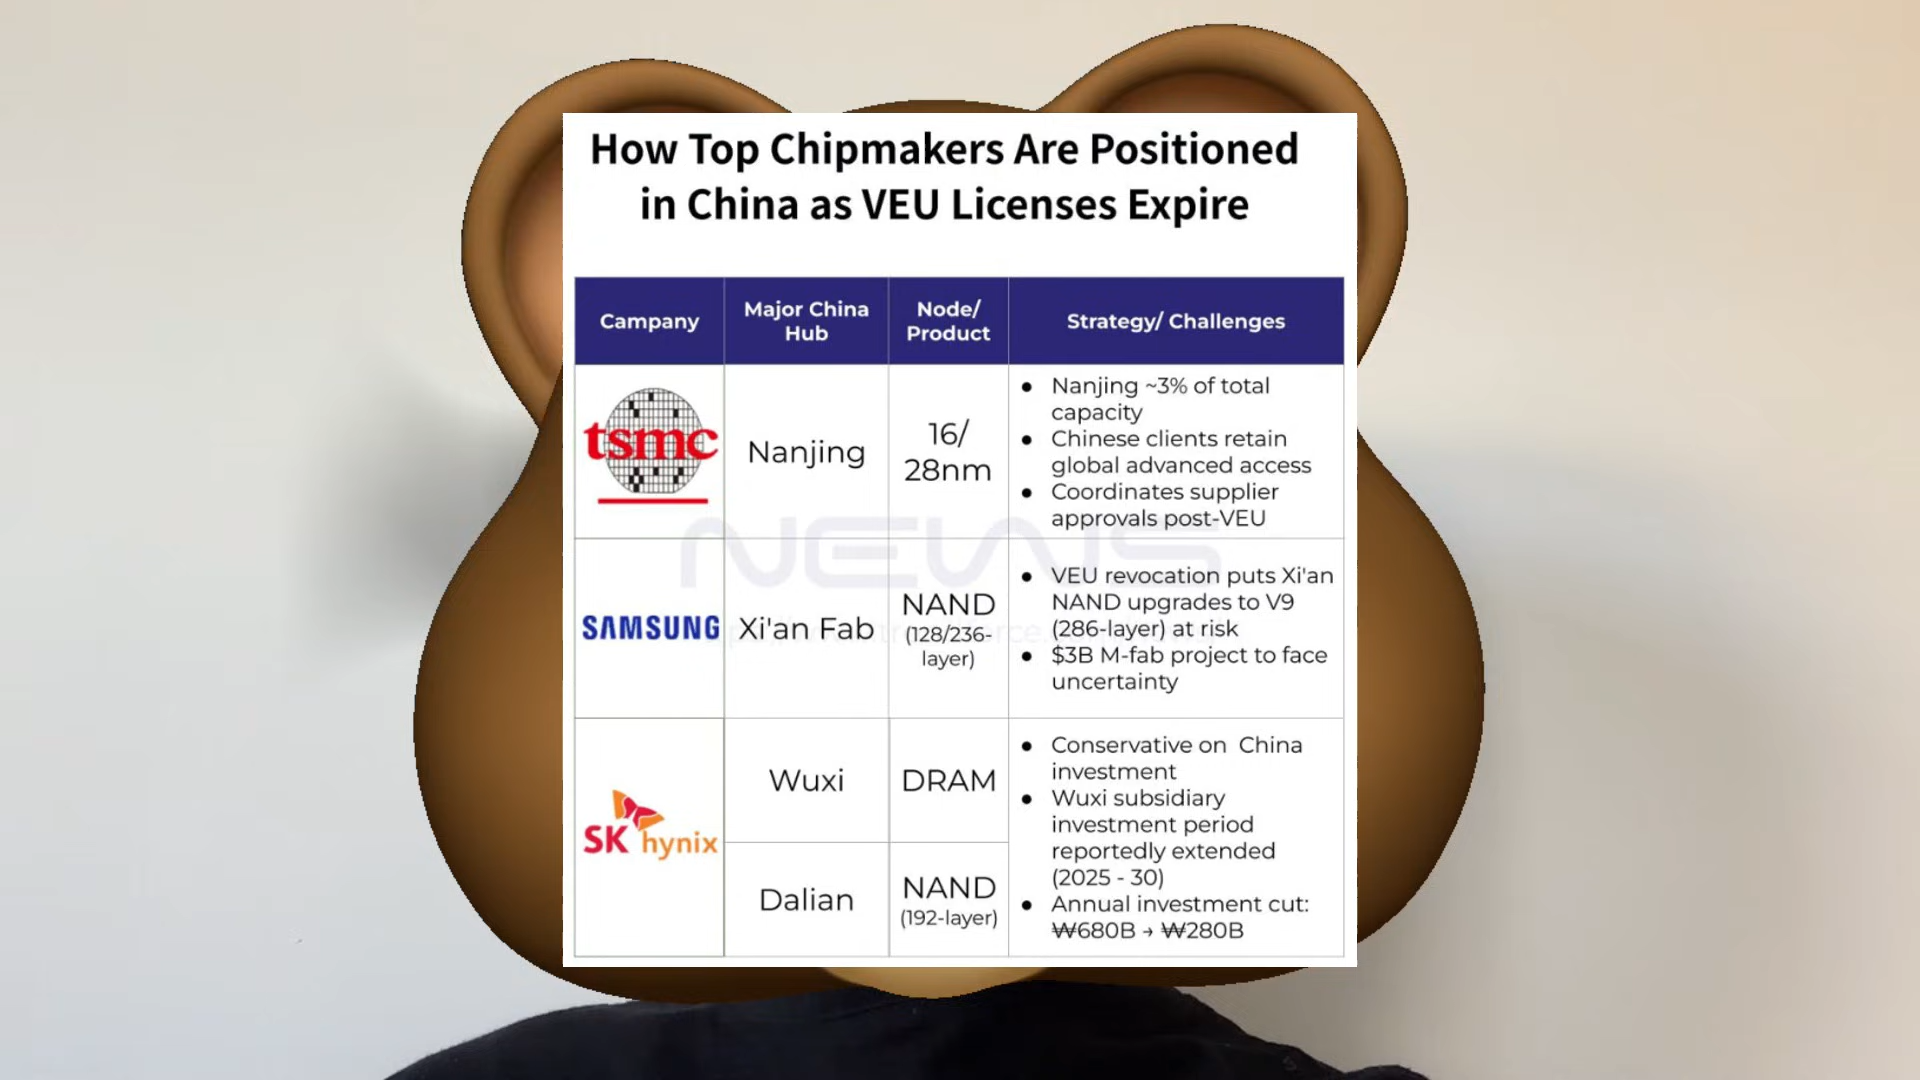 How Top Chipmakers Are Positioned
in China as VEU Licenses Expire
Campany
Major China
Hub
Node/
Product
Strategy/ Challenges
tsmc
Nanjing
16/
28nm
● Nanjing ~3% of total
capacity
● Chinese clients retain
global advanced access
● Coordinates supplier
approvals post-VEU
NEWS
SAMSUNG
Xi'an Fab
NAND
(128/236-
layer)
● VEU revocation puts Xi'an
NAND upgrades to V9
(286-layer) at risk
● $3B M-fab project to face
uncertainty
SK hynix
Wuxi
DRAM
Dalian
NAND
(192-layer)
● Conservative on China
investment
● Wuxi subsidiary
investment period
reportedly extended
(2025 - 30)
● Annual investment cut:
₩680B → ₩280B